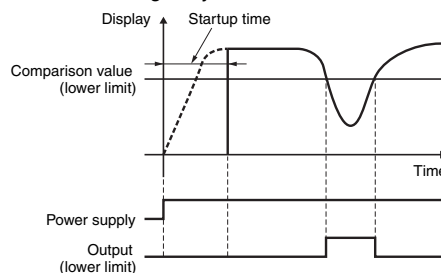 Display
Startup time
Comparison value
(lower limit)
Time
Power supply
Output
(lower limit)